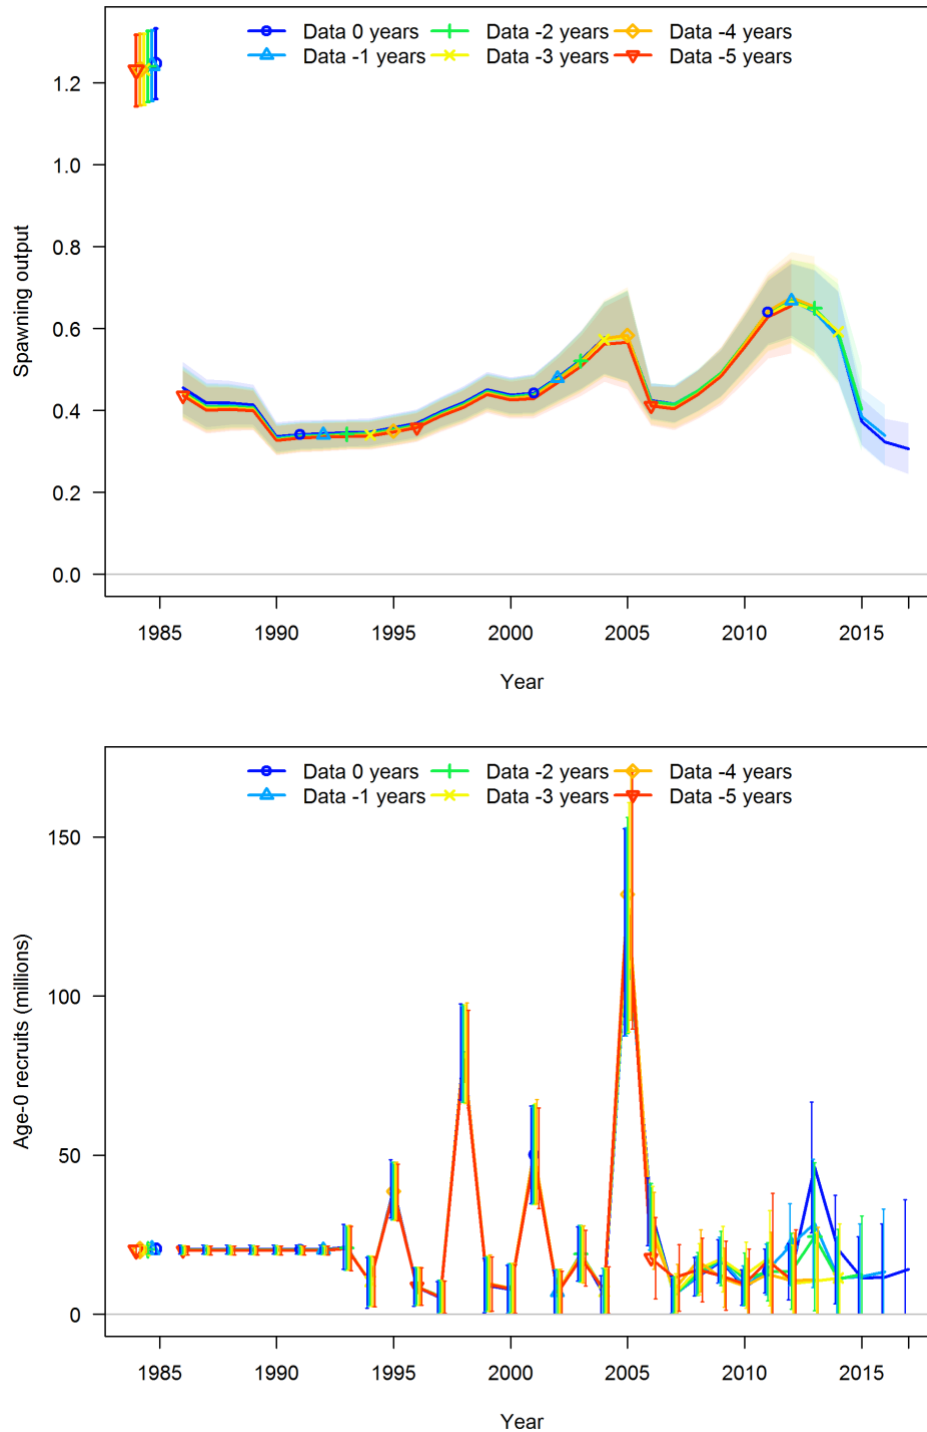 Data 0 years Data -2 years Data -4 years
Data -1 years Data -3 years Data -5 years
Spawning output
1.2
1.0
0.8
0.6
0.4
0.2
0.0
1985 1990 1995 2000 2005 2010 2015
Year
Data 0 years Data -2 years Data -4 years
Data -1 years Data -3 years Data -5 years
Age-0 recruits (millions)
150
100
50
0
1985 1990 1995 2000 2005 2010 2015
Year